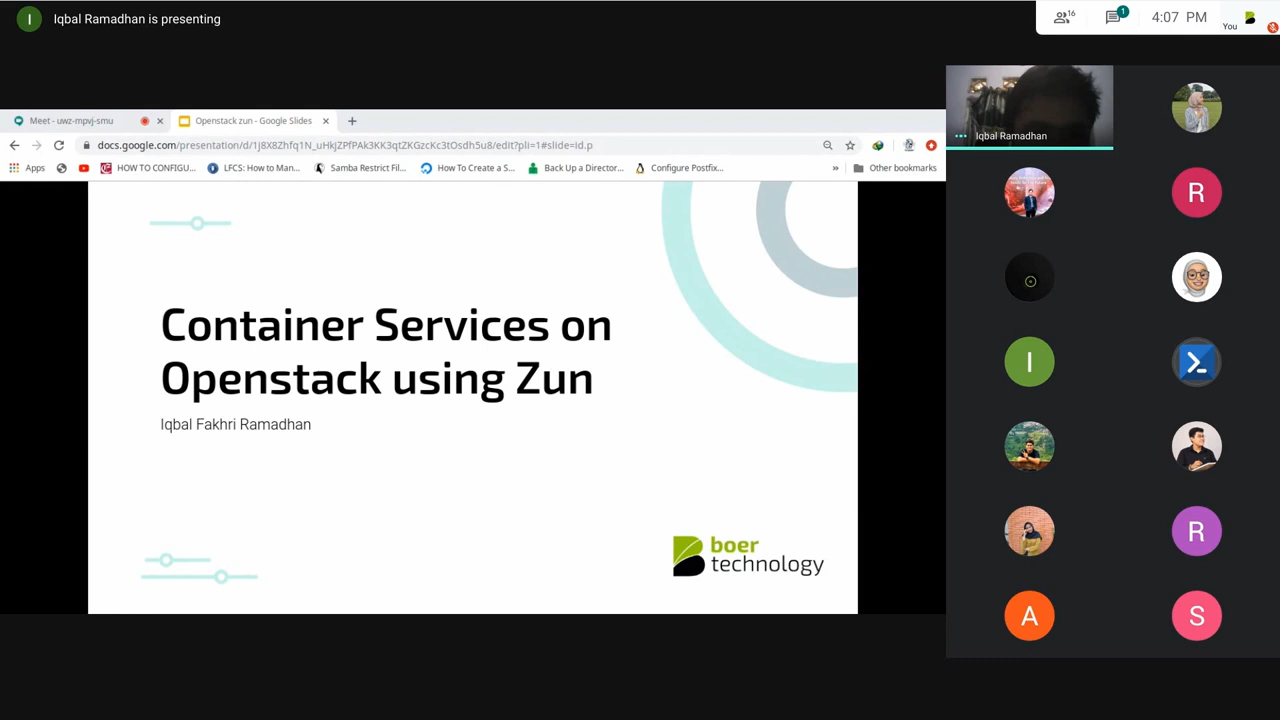 I
Iqbal Ramadhan is presenting
16
1
4:07 PM
You
Meet - uwz-mpvj-smu
Openstack zun - Google Slides
docs.google.com/presentation/d/1j8X8Zhfq1N_uHkjZPfPAk3KK3qtZKGzcKc3tOsdh5u8/edit?pli=1#slide=id.p
Apps
HOW TO CONFIGU...
LFCS: How to Man...
Samba Restrict Fil...
How To Create a S...
Back Up a Director...
Configure Postfix...
»
Other bookmarks
Container Services on
Openstack using Zun
Iqbal Fakhri Ramadhan
boer
technology
Iqbal Ramadhan
R
I
R
A
S